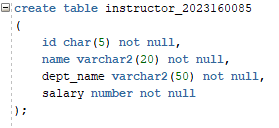 create table instructor_2023160085
(
    id char(5) not null,
    name varchar2(20) not null,
    dept_name varchar2(50) not null,
    salary number not null
);